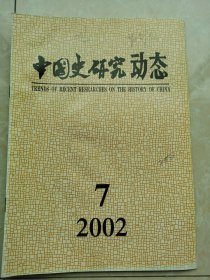 中国史研究动态
TRENDS OF RECENT RESEARCHES ON THE HISTORY OF CHINA
7
2002